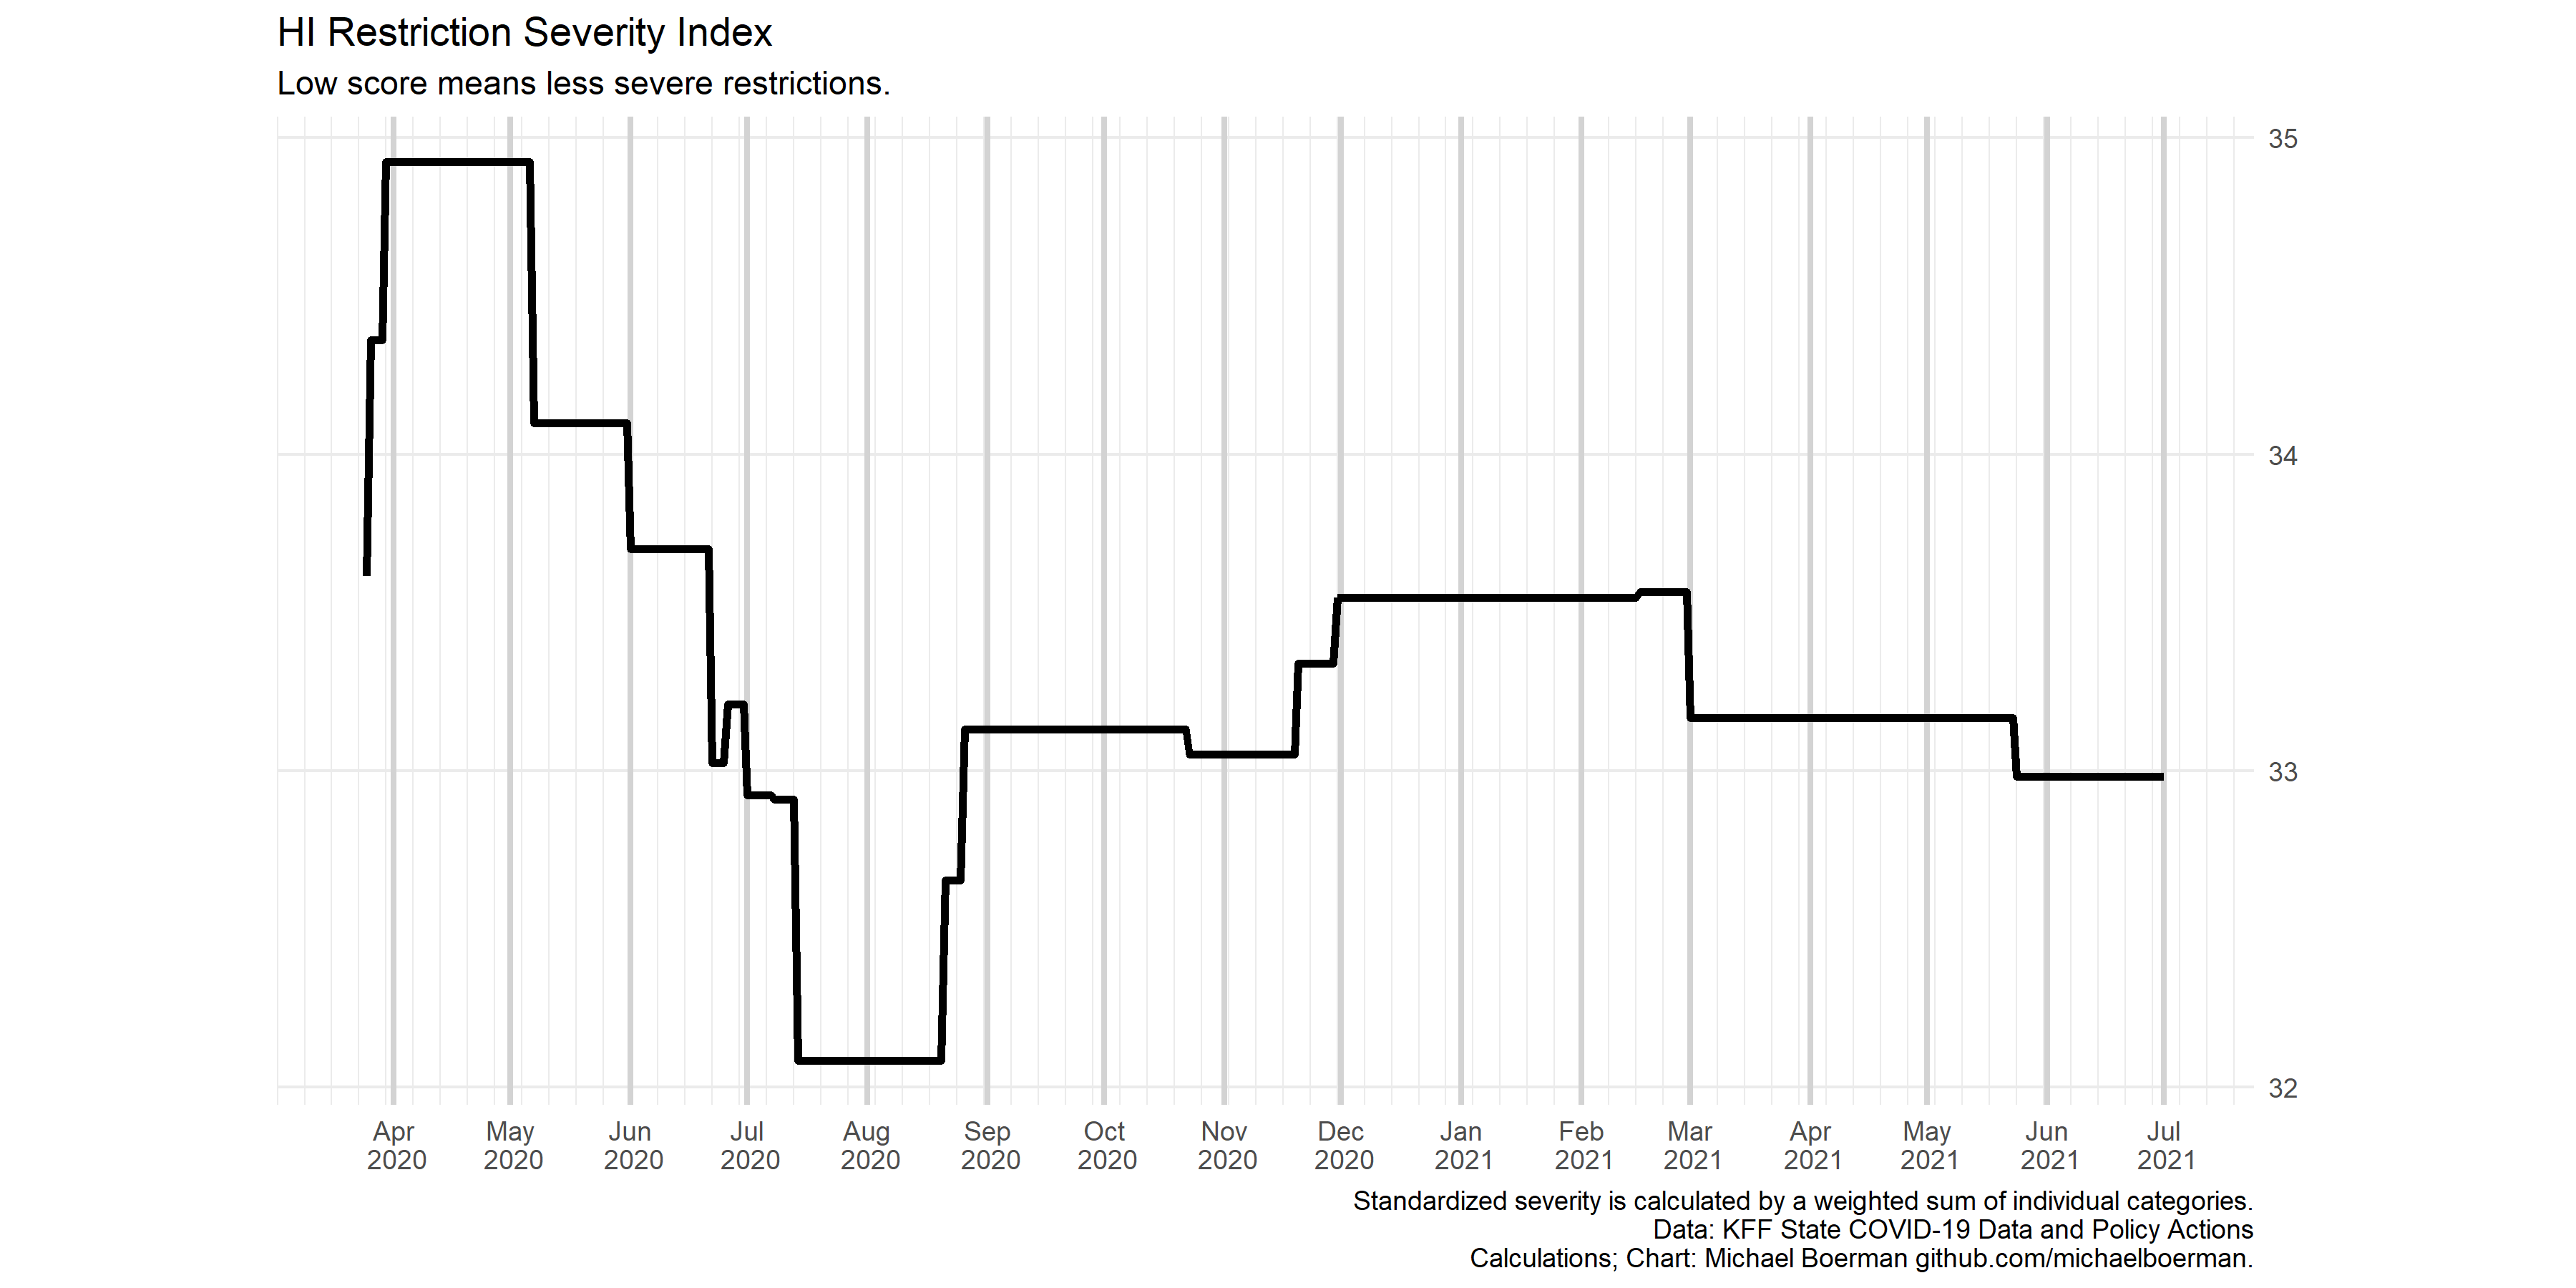 HI Restriction Severity Index
Low score means less severe restrictions.
35
34
33
32
Apr May Jun Jul Aug Sep Oct Nov Dec Jan Feb Mar Apr May Jun Jul
2020 2020 2020 2020 2020 2020 2020 2020 2020 2021 2021 2021 2021 2021 2021 2021
Standardized severity is calculated by a weighted sum of individual categories.
Data: KFF State COVID-19 Data and Policy Actions
Calculations; Chart: Michael Boerman github.com/michaelboerman.